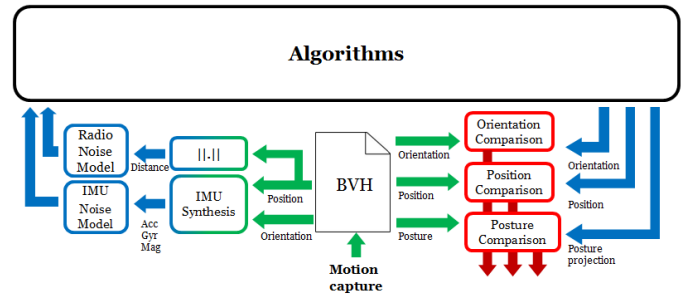 Algorithms
Radio
Noise
Model
Distance
||.||
IMU
Noise
Model
Acc
Gyr
Mag
IMU
Synthesis
Position
Orientation
BVH
Motion
capture
Orientation
Position
Posture
Orientation
Comparison
Position
Comparison
Posture
Comparison
Orientation
Position
Posture
projection